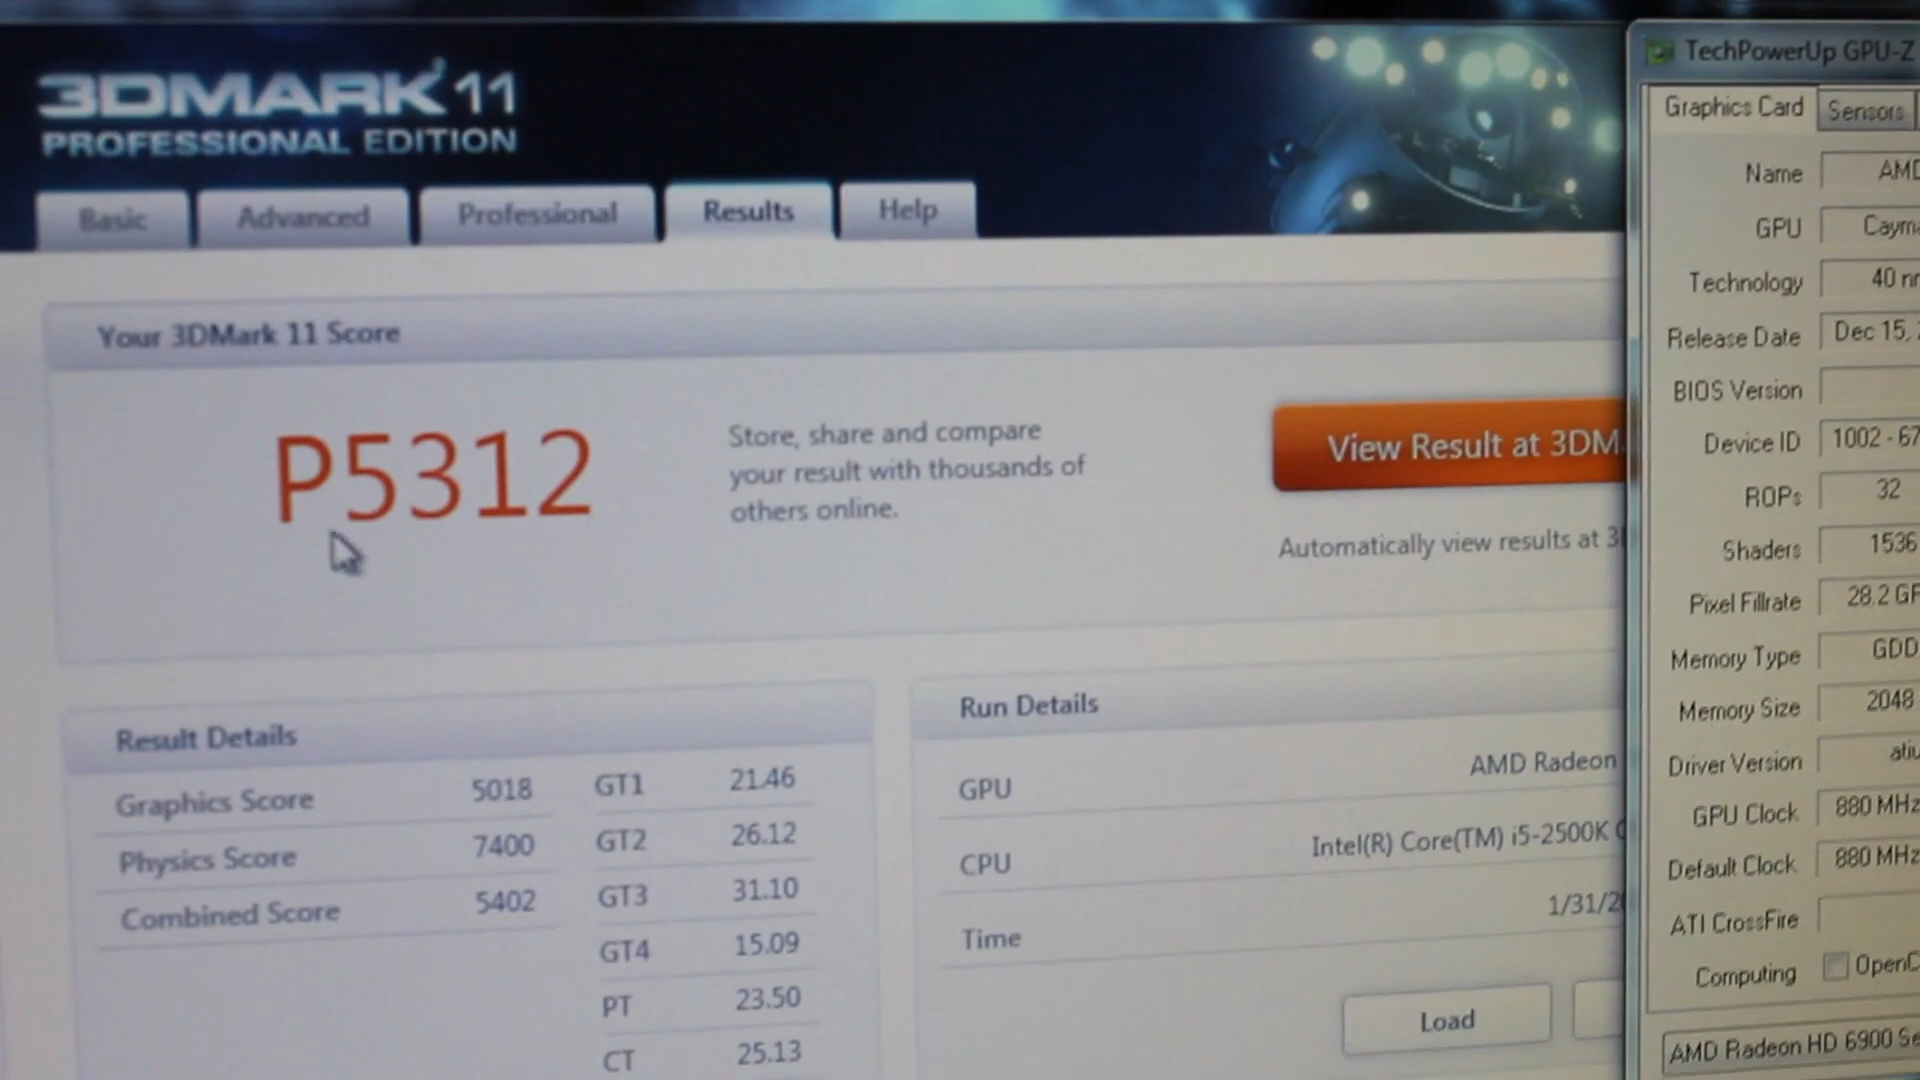 3DMARK 11
PROFESSIONAL EDITION
Basic Advanced Professional Results Help
Your 3DMark 11 Score
P5312
Store, share and compare
your result with thousands of
others online.
View Result at 3DM
Automatically view results at 3
Result Details
Graphics Score 5018
Physics Score 7400
Combined Score 5402
GT1 21.46
GT2 26.12
GT3 31.10
GT4 15.09
PT 23.50
CT 25.13
Run Details
GPU AMD Radeon
CPU Intel(R) Core(TM) i5-2500K
Time 1/31/2
Load
TechPowerUp GPU-Z
Graphics Card Sensors
Name AMD
GPU Cayma
Technology 40 n
Release Date Dec 15,
BIOS Version
Device ID 1002 - 67
ROPs 32
Shaders 1536
Pixel Fillrate 28.2 GP
Memory Type GDD
Memory Size 2048
Driver Version atiu
GPU Clock 880 MHz
Default Clock 880 MHz
ATI CrossFire
Computing OpenC
AMD Radeon HD 6900 Se